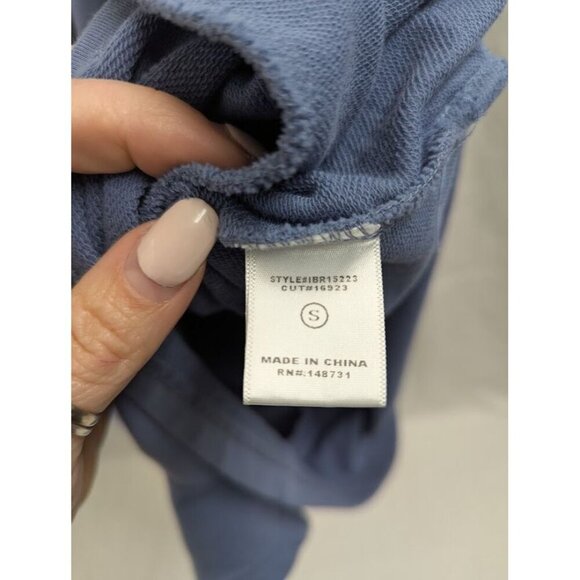 STYLE#IBR15223
CUT#16923
S
MADE IN CHINA
RN#:148731